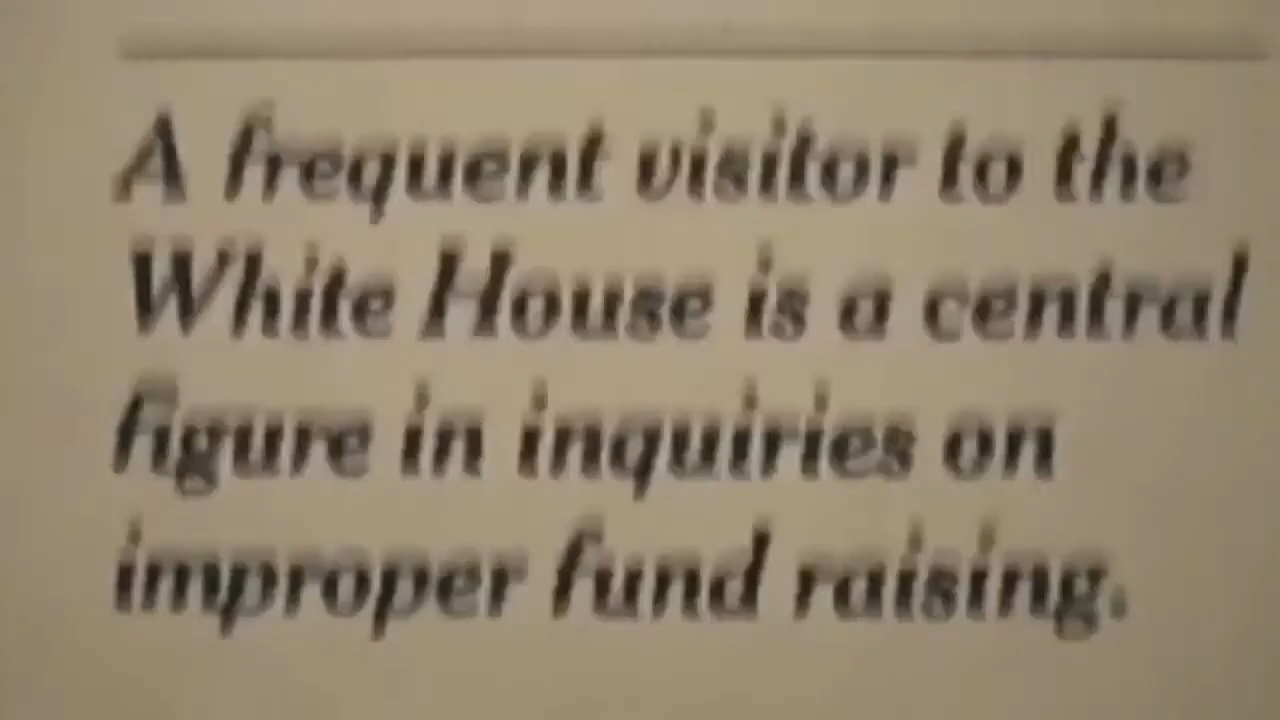 A frequent visitor to the
White House is a central
figure in inquiries on
improper fund raising.